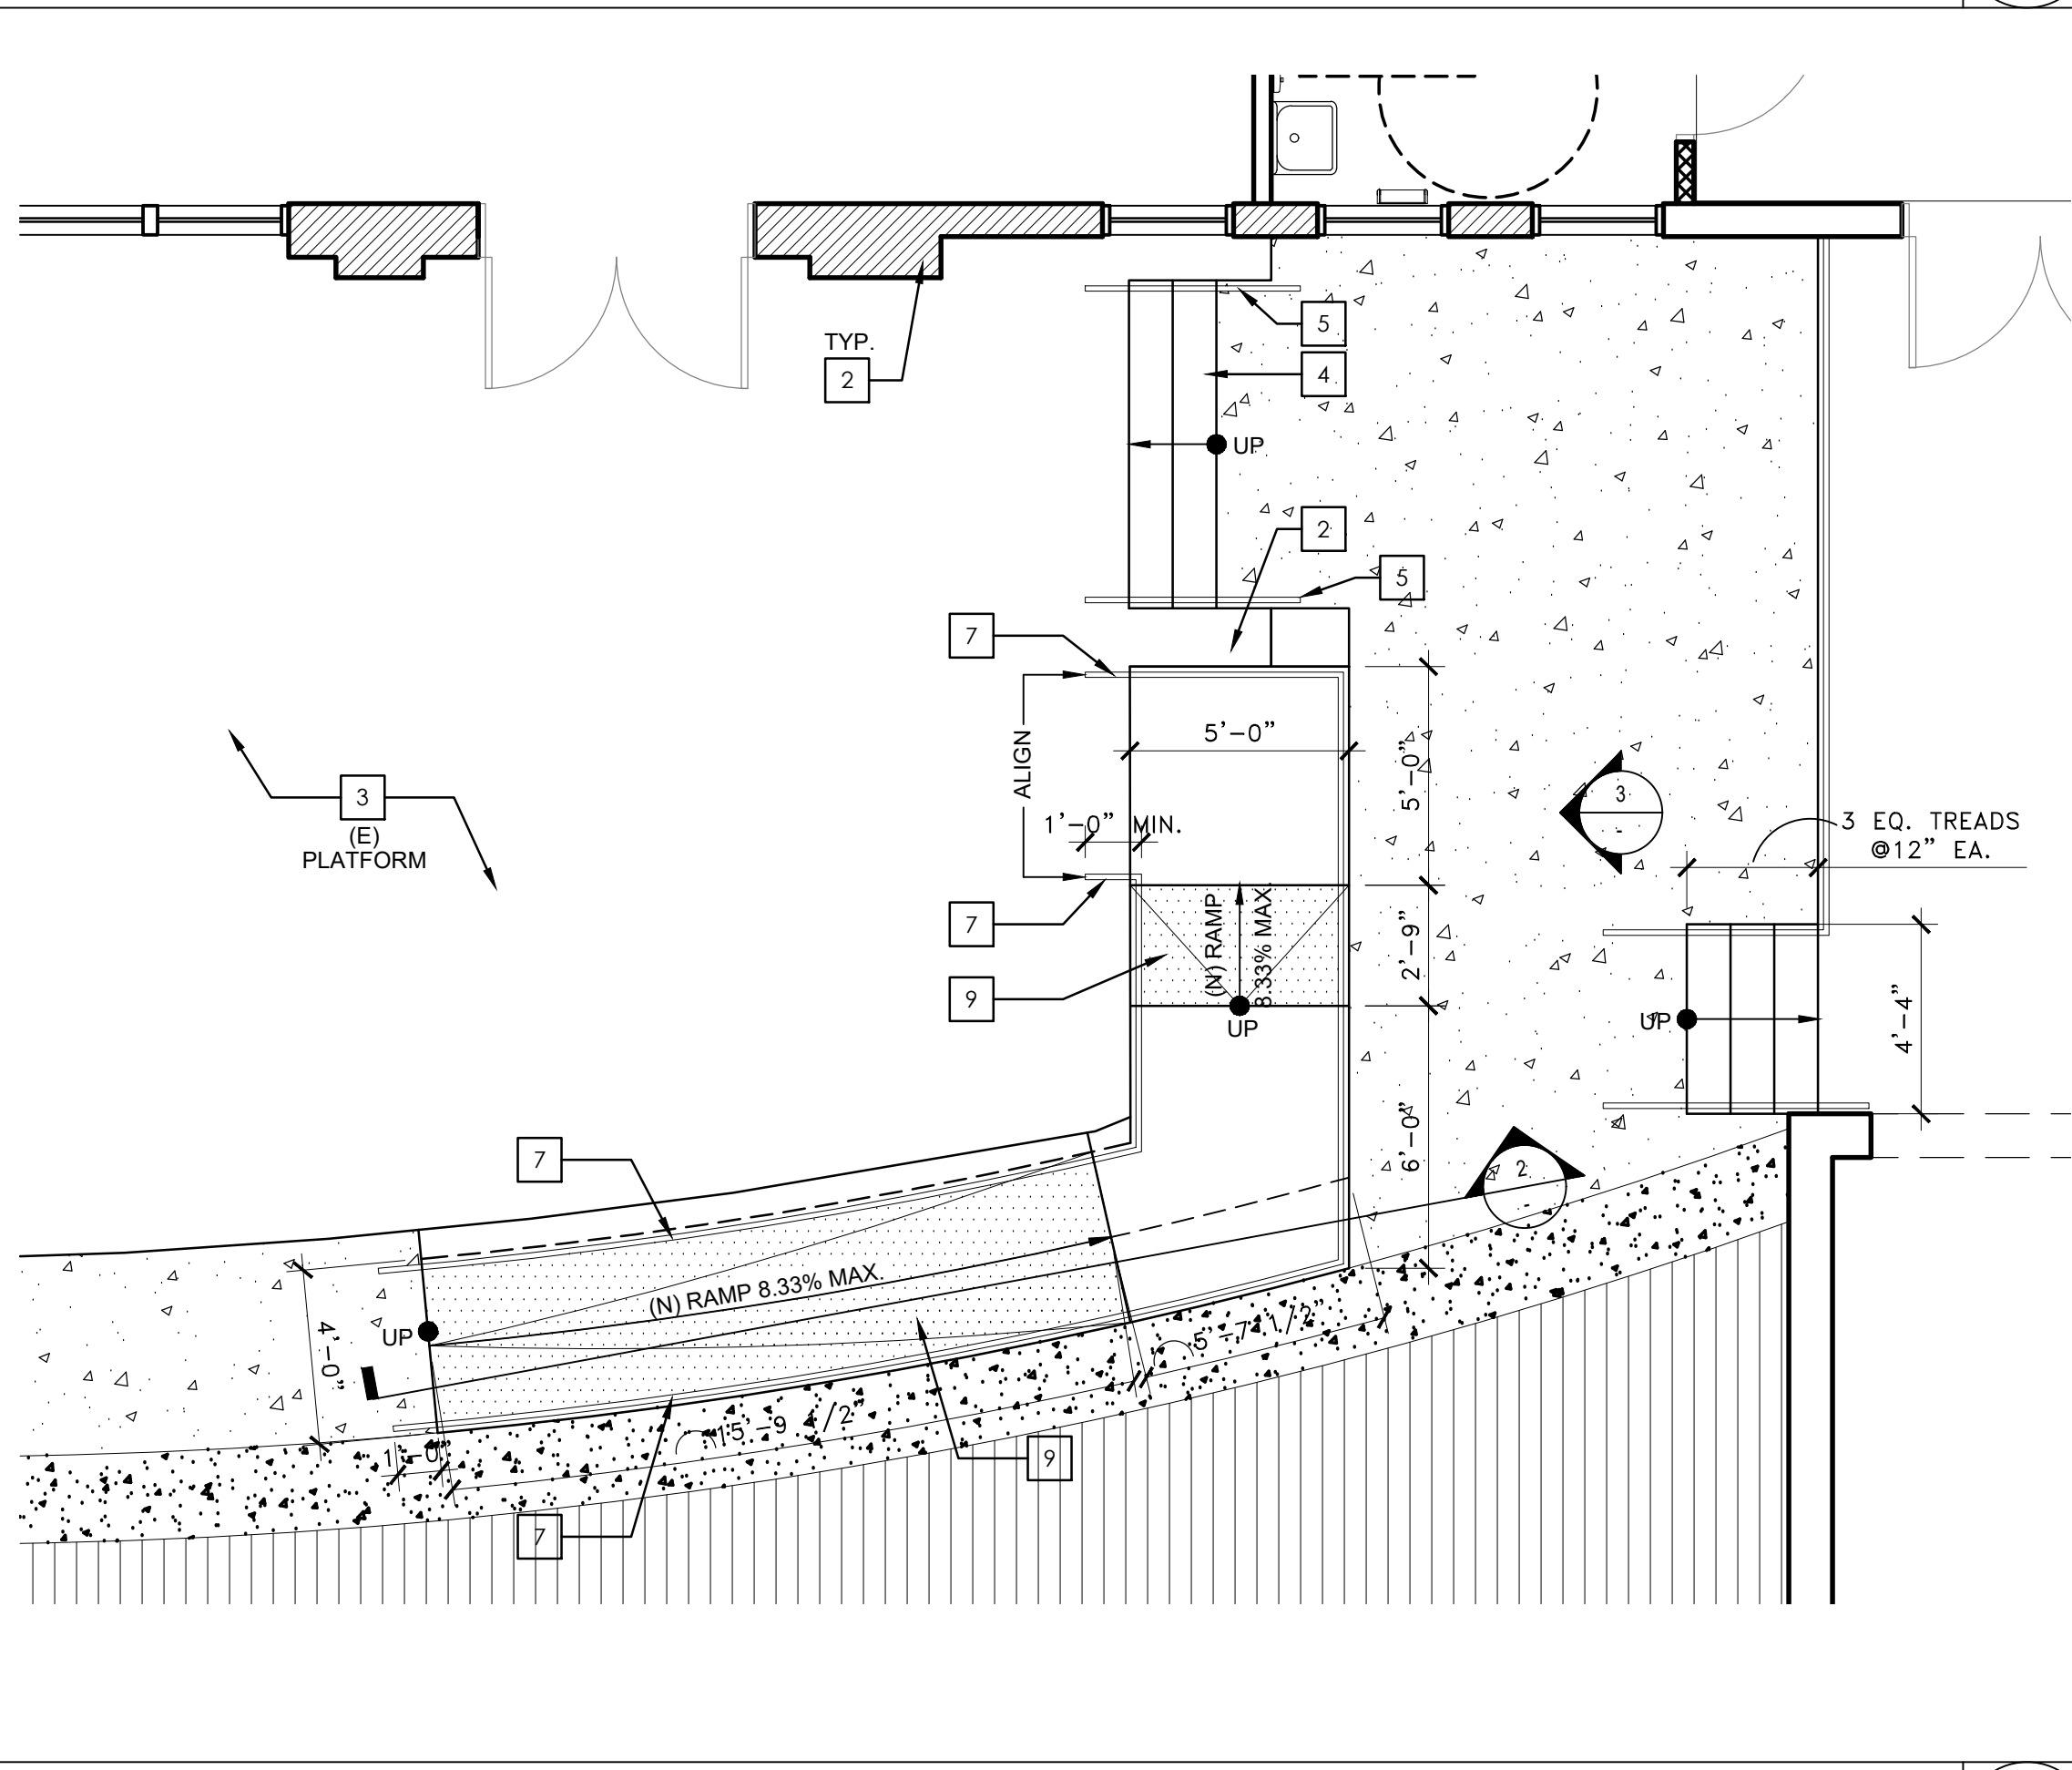 5
TYP.
2
4
UP
2
5
7
5'-0"
ALIGN
5'-0"
3
(E)
PLATFORM
3
-
1'-0" MIN.
3 EQ. TREADS
@12" EA.
7
(N) RAMP
8.33% MAX.
2'-9"
9
UP
UP
4'-4"
6'-0"
7
2
-
(N) RAMP 8.33% MAX.
UP
4'-0"
5'-7 1/2"
15'-9 1/2"
1'-0"
9
7